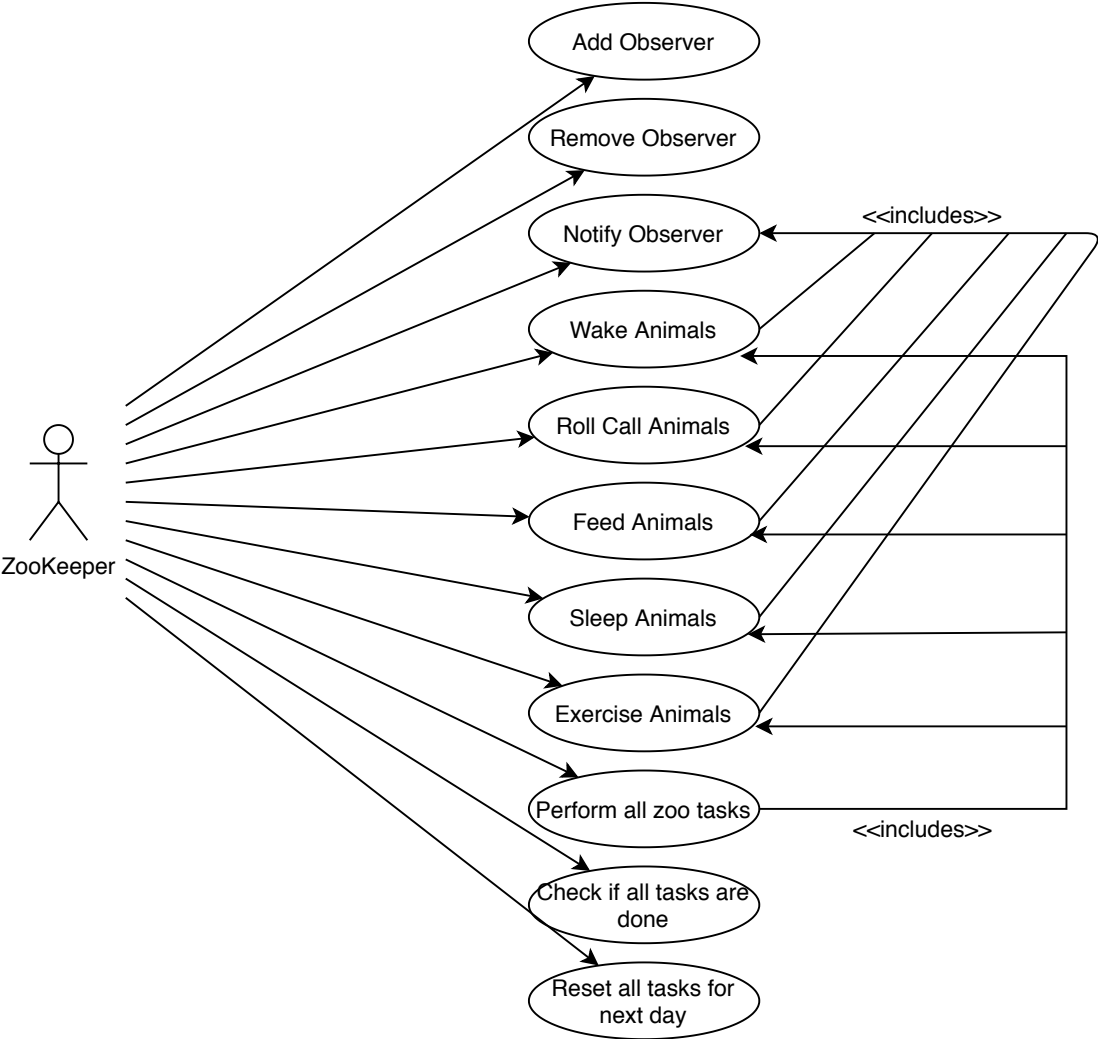 Add Observer
Remove Observer
<<includes>>
Notify Observer
Wake Animals
Roll Call Animals
Feed Animals
ZooKeeper
Sleep Animals
Exercise Animals
Perform all zoo tasks
<<includes>>
Check if all tasks are
done
Reset all tasks for
next day